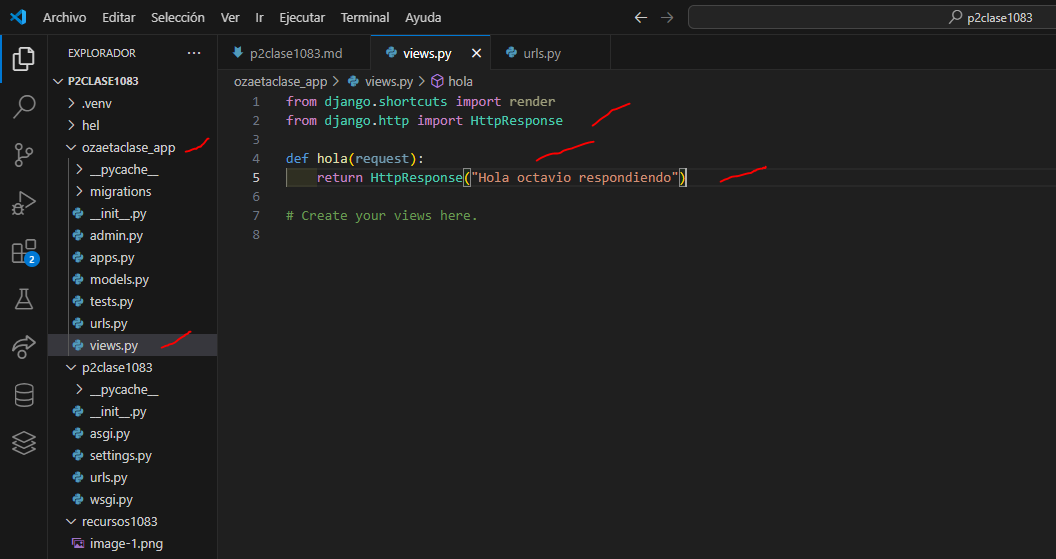 Archivo Editar Selección Ver Ir Ejecutar Terminal Ayuda
p2clase1083
EXPLORADOR ···
p2clase1083.md views.py urls.py
P2CLASE1083
ozaetaclase_app > views.py > hola
.venv
hel
ozaetaclase_app
__pycache__
migrations
__init__.py
admin.py
apps.py
models.py
tests.py
urls.py
views.py
p2clase1083
__pycache__
__init__.py
asgi.py
settings.py
urls.py
wsgi.py
recursos1083
image-1.png
2
1 from django.shortcuts import render
2 from django.http import HttpResponse
3
4 def hola(request):
5 return HttpResponse("Hola octavio respondiendo")
6
7 # Create your views here.
8